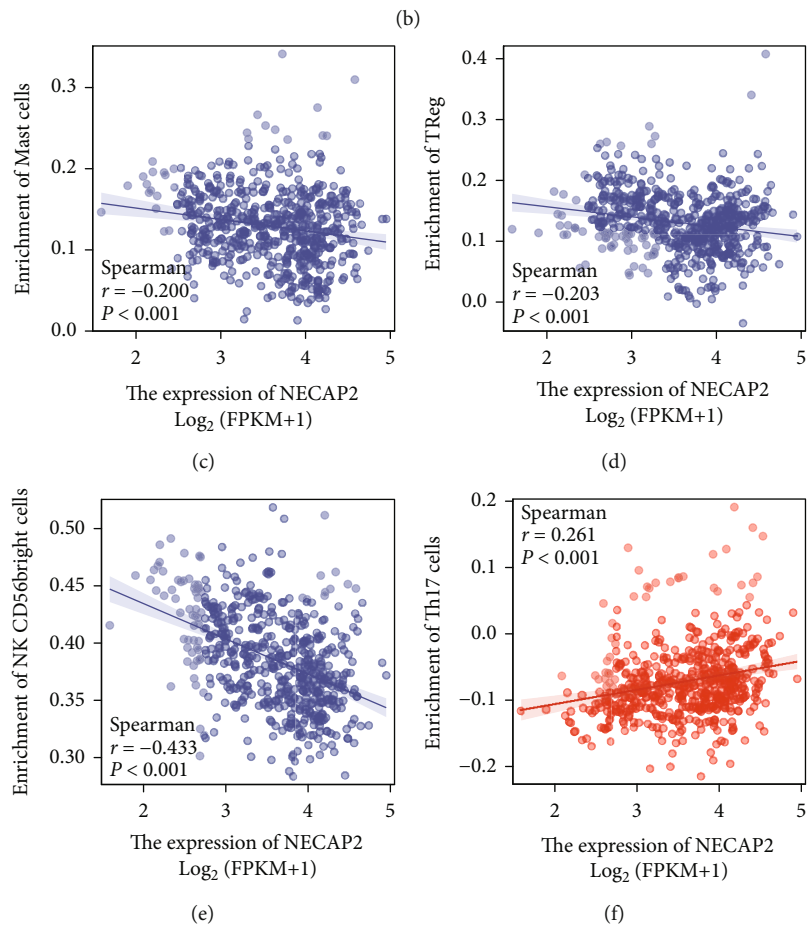 (b)
Enrichment of Mast cells
0.3
0.2
0.1
0.0
Spearman
r = −0.200
P < 0.001
2 3 4 5
The expression of NECAP2
Log₂ (FPKM+1)
(c)
Enrichment of TReg
0.4
0.3
0.2
0.1
0.0
Spearman
r = −0.203
P < 0.001
2 3 4 5
The expression of NECAP2
Log₂ (FPKM+1)
(d)
Enrichment of NK CD56bright cells
0.50
0.45
0.40
0.35
0.30
Spearman
r = −0.433
P < 0.001
2 3 4 5
The expression of NECAP2
Log₂ (FPKM+1)
(e)
Enrichment of Th17 cells
0.2
0.1
0.0
−0.1
−0.2
Spearman
r = 0.261
P < 0.001
2 3 4 5
The expression of NECAP2
Log₂ (FPKM+1)
(f)